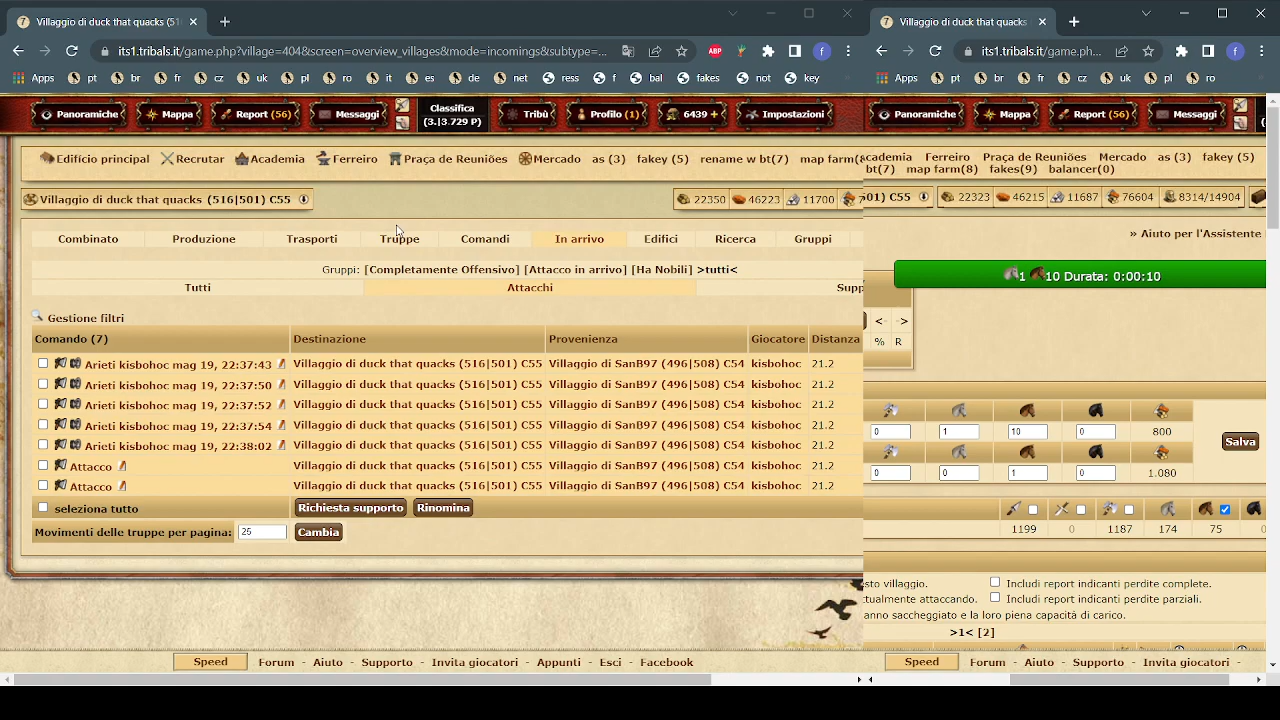 Villaggio di duck that quacks (51
its1.tribals.it/game.php?village=404&screen=overview_villages&mode=incomings&subtype=...
Apps pt br fr cz uk pl ro it es de net ress f bal fakes not key
Panoramiche Mappa Report (56) Messaggi Classifica (3.|3.729 P) Tribù Profilo (1) 6439 + Impostazioni
Edificio principal Recrutar Academia Ferreiro Praça de Reuniões Mercado as (3) fakey (5) rename w bt(7) map farm(8
Villaggio di duck that quacks (516|501) C55 22350 46223 11700
Combinato Produzione Trasporti Truppe Comandi In arrivo Edifici Ricerca Gruppi
Gruppi: [Completamente Offensivo] [Attacco in arrivo] [Ha Nobili] >tutti<
Tutti Attacchi Supp
Gestione filtri
Comando (7) Destinazione Provenienza Giocatore Distanza
Arieti kisbohoc mag 19, 22:37:43 Villaggio di duck that quacks (516|501) C55 Villaggio di SanB97 (496|508) C54 kisbohoc 21.2
Arieti kisbohoc mag 19, 22:37:50 Villaggio di duck that quacks (516|501) C55 Villaggio di SanB97 (496|508) C54 kisbohoc 21.2
Arieti kisbohoc mag 19, 22:37:52 Villaggio di duck that quacks (516|501) C55 Villaggio di SanB97 (496|508) C54 kisbohoc 21.2
Arieti kisbohoc mag 19, 22:37:54 Villaggio di duck that quacks (516|501) C55 Villaggio di SanB97 (496|508) C54 kisbohoc 21.2
Arieti kisbohoc mag 19, 22:38:02 Villaggio di duck that quacks (516|501) C55 Villaggio di SanB97 (496|508) C54 kisbohoc 21.2
Attacco Villaggio di duck that quacks (516|501) C55 Villaggio di SanB97 (496|508) C54 kisbohoc 21.2
Attacco Villaggio di duck that quacks (516|501) C55 Villaggio di SanB97 (496|508) C54 kisbohoc 21.2
seleziona tutto Richiesta supporto Rinomina
Movimenti delle truppe per pagina: 25 Cambia
Speed Forum - Aiuto - Supporto - Invita giocatori - Appunti - Esci - Facebook
Villaggio di duck that quacks
its1.tribals.it/game.ph...
Apps pt br fr cz uk pl ro
Panoramiche Mappa Report (56) Messaggi
cademia Ferreiro Praça de Reuniões Mercado as (3) fakey (5)
bt(7) map farm(8) fakes(9) balancer(0)
01) C55 22323 46215 11687 76604 8314/14904
» Aiuto per l'Assistente
1 10 Durata: 0:00:10
<- ->
% R
0 1 10 0 800
Salva
0 0 1 0 1.080
1199 0 1187 174 75 0
sto villaggio. Includi report indicanti perdite complete.
ctualmente attaccando. Includi report indicanti perdite parziali.
anno saccheggiato e la loro piena capacità di carico.
>1< [2]
Speed Forum - Aiuto - Supporto - Invita giocatori -